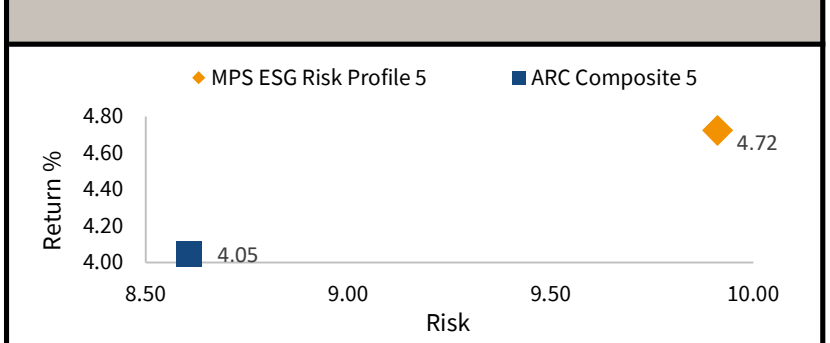 MPS ESG Risk Profile 5 ARC Composite 5
Return %
4.80
4.60
4.40
4.20
4.00
4.72
4.05
8.50 9.00 9.50 10.00
Risk